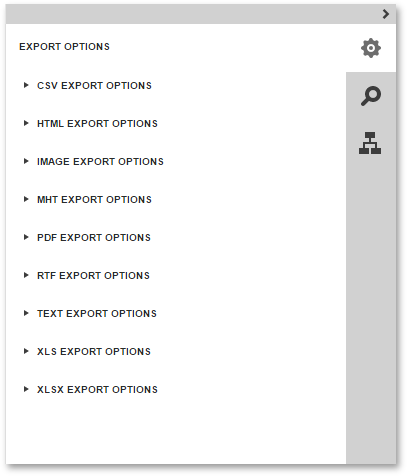 EXPORT OPTIONS
CSV EXPORT OPTIONS
HTML EXPORT OPTIONS
IMAGE EXPORT OPTIONS
MHT EXPORT OPTIONS
PDF EXPORT OPTIONS
RTF EXPORT OPTIONS
TEXT EXPORT OPTIONS
XLS EXPORT OPTIONS
XLSX EXPORT OPTIONS